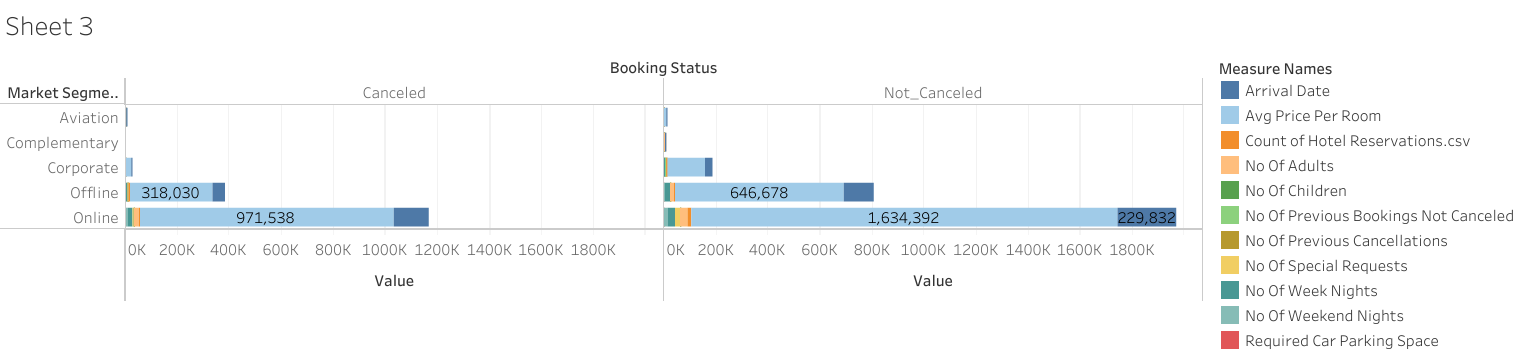 Sheet 3
Booking Status
Market Segme.. Canceled Not_Canceled
Aviation
Complementary
Corporate
Offline 318,030 646,678
Online 971,538 1,634,392 229,832
0K 200K 400K 600K 800K 1000K 1200K 1400K 1600K 1800K 0K 200K 400K 600K 800K 1000K 1200K 1400K 1600K 1800K
Value Value
Measure Names
Arrival Date
Avg Price Per Room
Count of Hotel Reservations.csv
No Of Adults
No Of Children
No Of Previous Bookings Not Canceled
No Of Previous Cancellations
No Of Special Requests
No Of Week Nights
No Of Weekend Nights
Required Car Parking Space